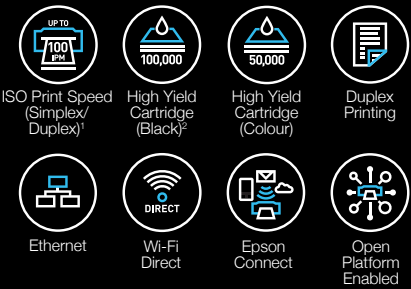 UP TO
100
IPM
ISO Print Speed
(Simplex/
Duplex)¹
100,000
High Yield
Cartridge
(Black)²
50,000
High Yield
Cartridge
(Colour)
Duplex
Printing
Ethernet
DIRECT
Wi-Fi
Direct
Epson
Connect
Open
Platform
Enabled